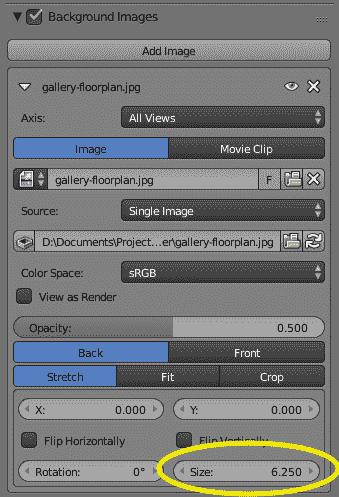 Background Images
Add Image
gallery-floorplan.jpg
Axis: All Views
Image Movie Clip
gallery-floorplan.jpg F
Source: Single Image
D:\Documents\Project...er\gallery-floorplan.jpg
Color Space: sRGB
View as Render
Opacity: 0.500
Back Front
Stretch Fit Crop
X: 0.000 Y: 0.000
Flip Horizontally Flip Vertically
Rotation: 0° Size: 6.250